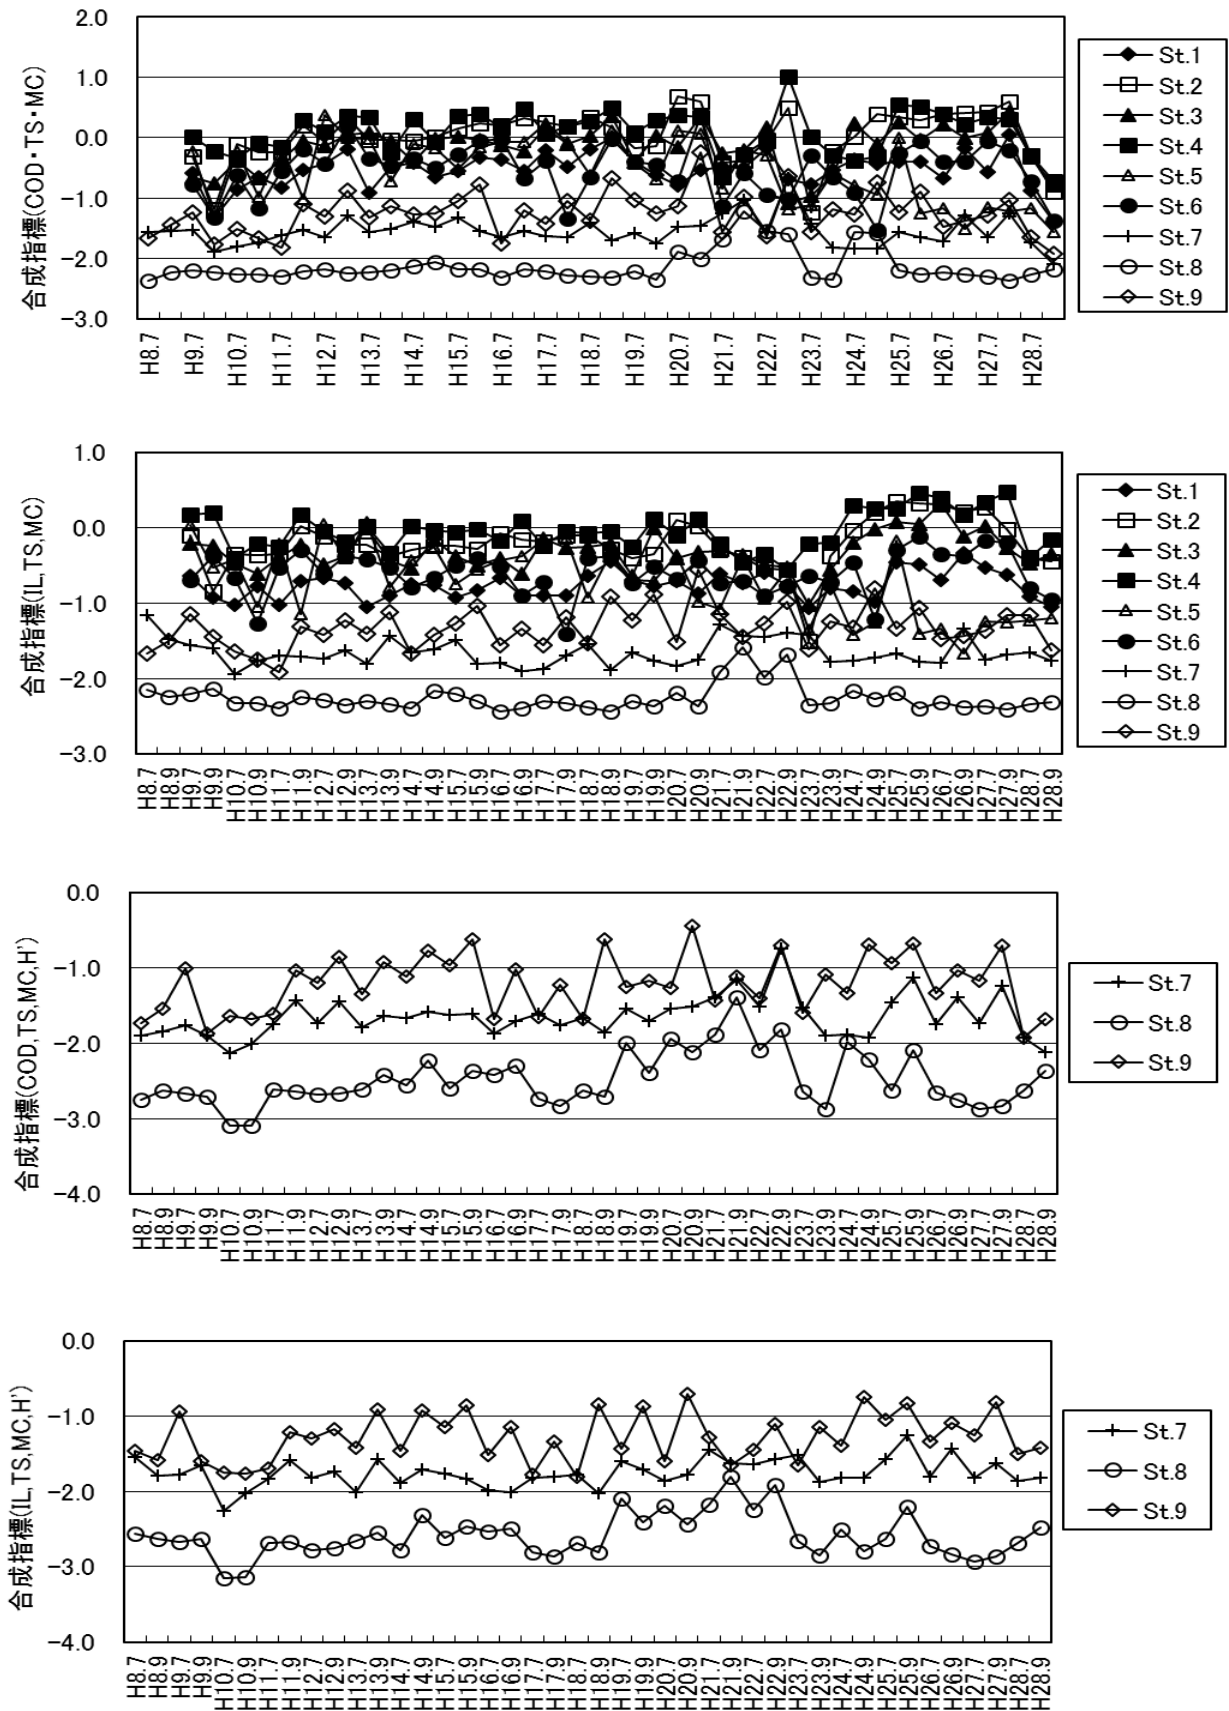 合成指標(COD・TS・MC)
2.0
1.0
0.0
-1.0
-2.0
-3.0
H8.7
H9.7
H10.7
H11.7
H12.7
H13.7
H14.7
H15.7
H16.7
H17.7
H18.7
H19.7
H20.7
H21.7
H22.7
H23.7
H24.7
H25.7
H26.7
H27.7
H28.7
St.1
St.2
St.3
St.4
St.5
St.6
St.7
St.8
St.9
合成指標(IL,TS,MC)
1.0
0.0
-1.0
-2.0
-3.0
H8.7
H8.9
H9.7
H9.9
H10.7
H10.9
H11.7
H11.9
H12.7
H12.9
H13.7
H13.9
H14.7
H14.9
H15.7
H15.9
H16.7
H16.9
H17.7
H17.9
H18.7
H18.9
H19.7
H19.9
H20.7
H20.9
H21.7
H21.9
H22.7
H22.9
H23.7
H23.9
H24.7
H24.9
H25.7
H25.9
H26.7
H26.9
H27.7
H27.9
H28.7
H28.9
St.1
St.2
St.3
St.4
St.5
St.6
St.7
St.8
St.9
合成指標(COD,TS,MC,H')
0.0
-1.0
-2.0
-3.0
-4.0
H8.7
H8.9
H9.7
H9.9
H10.7
H10.9
H11.7
H11.9
H12.7
H12.9
H13.7
H13.9
H14.7
H14.9
H15.7
H15.9
H16.7
H16.9
H17.7
H17.9
H18.7
H18.9
H19.7
H19.9
H20.7
H20.9
H21.7
H21.9
H22.7
H22.9
H23.7
H23.9
H24.7
H24.9
H25.7
H25.9
H26.7
H26.9
H27.7
H27.9
H28.7
H28.9
St.7
St.8
St.9
合成指標(IL,TS,MC,H')
0.0
-1.0
-2.0
-3.0
-4.0
H8.7
H8.9
H9.7
H9.9
H10.7
H10.9
H11.7
H11.9
H12.7
H12.9
H13.7
H13.9
H14.7
H14.9
H15.7
H15.9
H16.7
H16.9
H17.7
H17.9
H18.7
H18.9
H19.7
H19.9
H20.7
H20.9
H21.7
H21.9
H22.7
H22.9
H23.7
H23.9
H24.7
H24.9
H25.7
H25.9
H26.7
H26.9
H27.7
H27.9
H28.7
H28.9
St.7
St.8
St.9